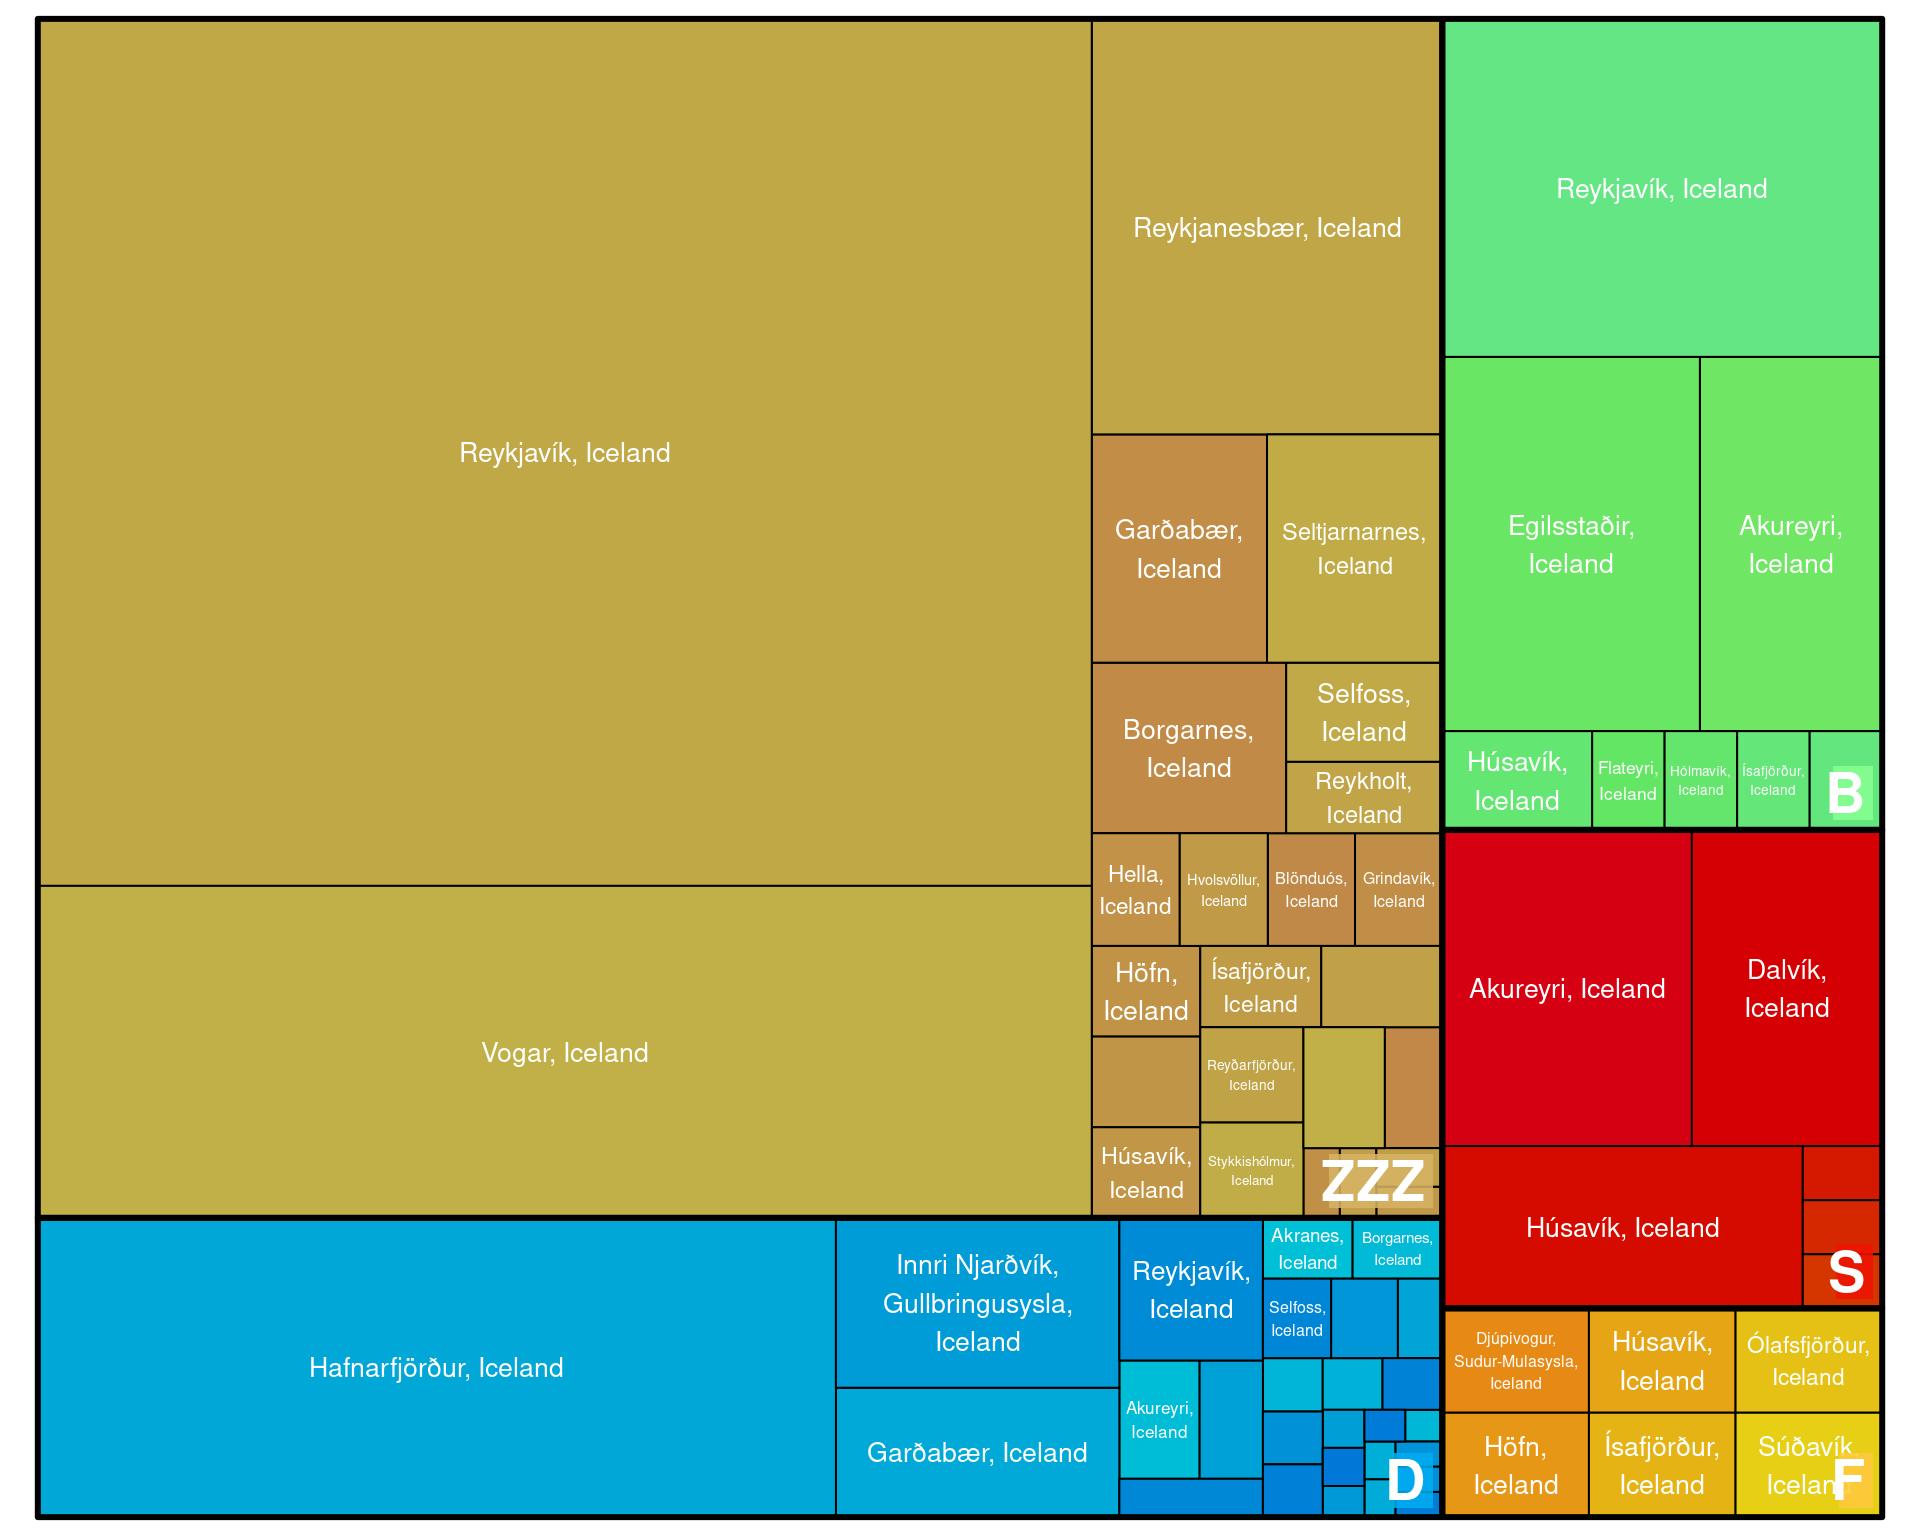 Reykjavík, Iceland
Vogar, Iceland
Reykjanesbær, Iceland
Garðabær,
Iceland
Seltjarnarnes,
Iceland
Borgarnes,
Iceland
Selfoss,
Iceland
Reykholt,
Iceland
Hella,
Iceland
Hvolsvöllur,
Iceland
Blönduós,
Iceland
Grindavík,
Iceland
Höfn,
Iceland
Ísafjörður,
Iceland
Reyðarfjörður,
Iceland
Húsavík,
Iceland
Stykkishólmur,
Iceland
ZZZ
Reykjavík, Iceland
Egilsstaðir,
Iceland
Akureyri,
Iceland
Húsavík,
Iceland
Flateyri,
Iceland
Hólmavík,
Iceland
Ísafjörður,
Iceland
B
Akureyri, Iceland
Dalvík,
Iceland
Húsavík, Iceland
S
Hafnarfjörður, Iceland
Innri Njarðvík,
Gullbringusysla,
Iceland
Garðabær, Iceland
Reykjavík,
Iceland
Akureyri,
Iceland
Akranes,
Iceland
Borgarnes,
Iceland
Selfoss,
Iceland
D
Djúpivogur,
Sudur-Mulasysla,
Iceland
Húsavík,
Iceland
Ólafsfjörður,
Iceland
Höfn,
Iceland
Ísafjörður,
Iceland
Súðavík,
Iceland
F